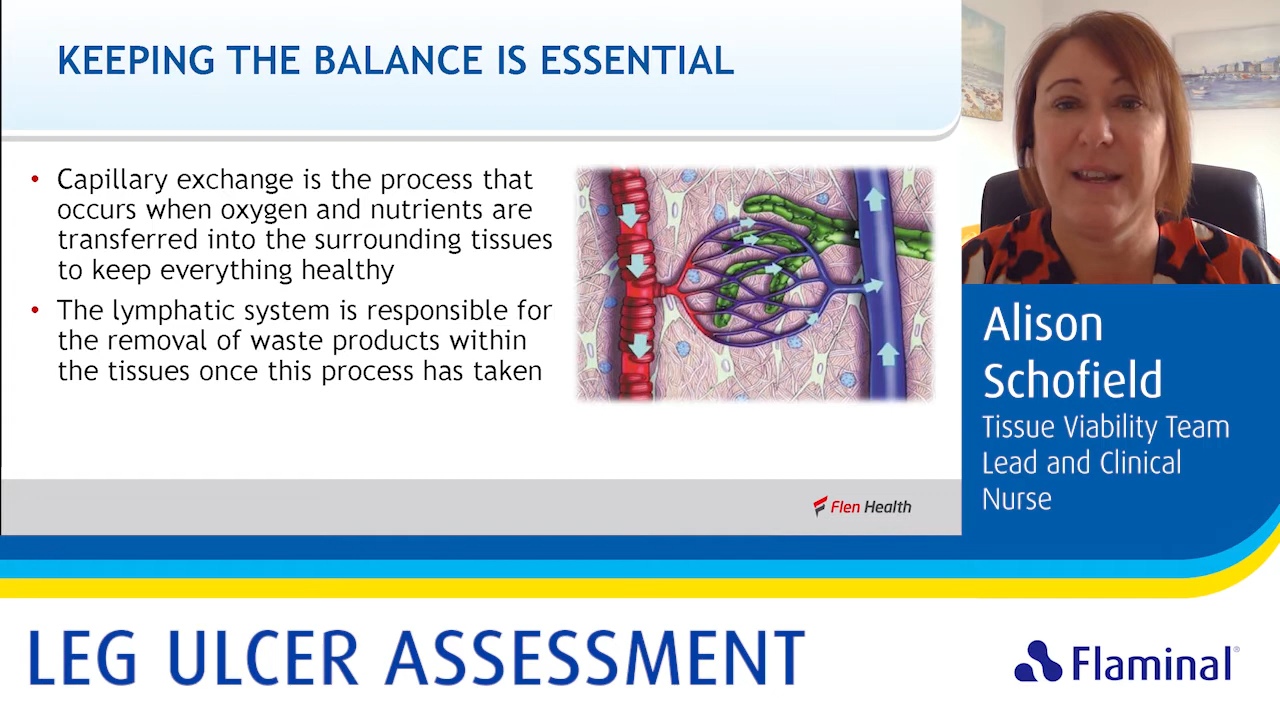 KEEPING THE BALANCE IS ESSENTIAL
• Capillary exchange is the process that
occurs when oxygen and nutrients are
transferred into the surrounding tissues
to keep everything healthy
• The lymphatic system is responsible for
the removal of waste products within
the tissues once this process has taken
Flen Health
Alison
Schofield
Tissue Viability Team
Lead and Clinical
Nurse
LEG ULCER ASSESSMENT
Flaminal®